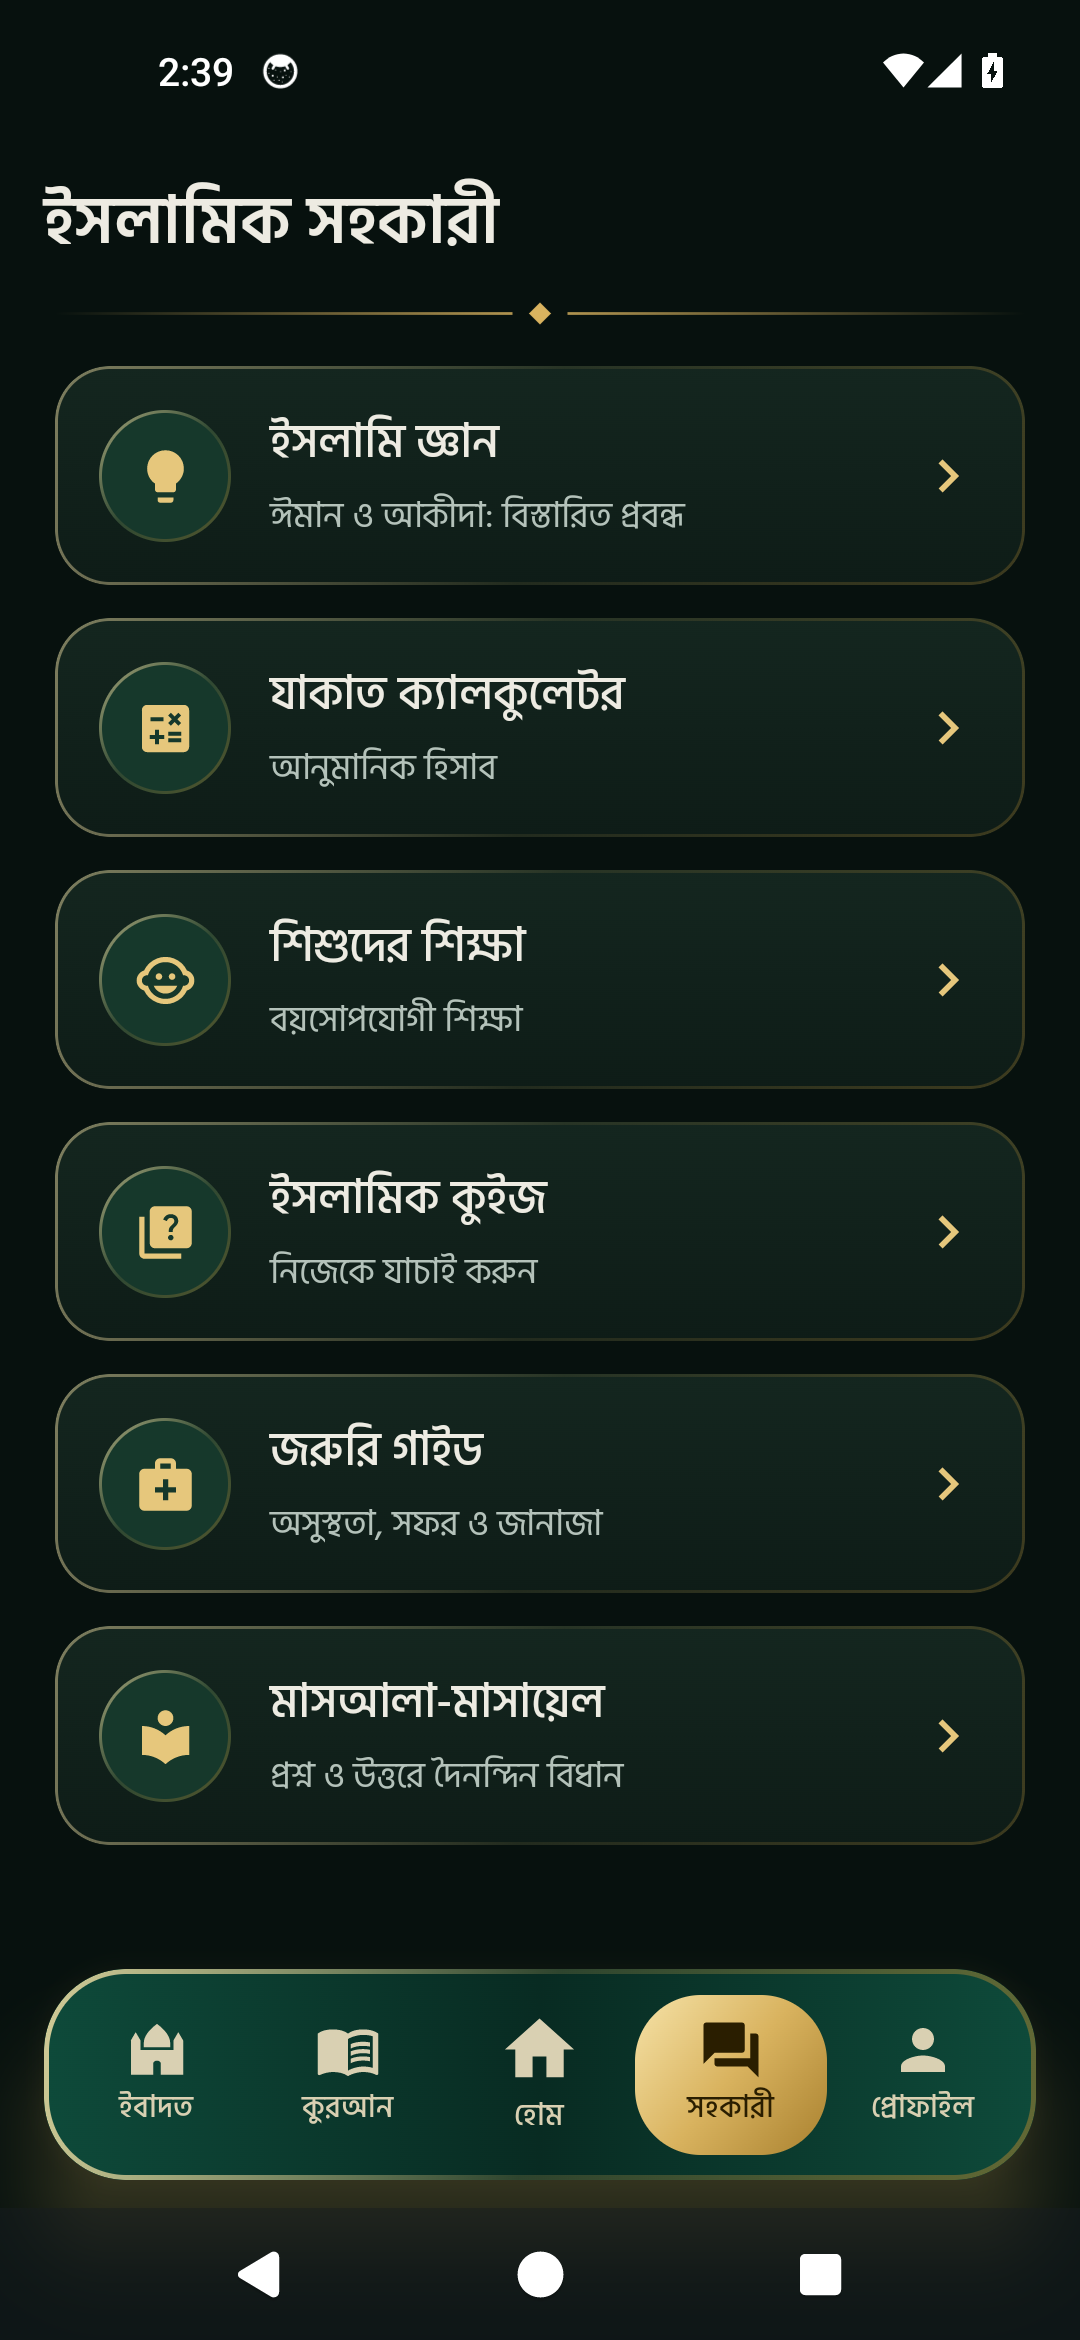 2:39
ইসলামিক সহকারী
ইসলামি জ্ঞান
ঈমান ও আকীদা: বিস্তারিত প্রবন্ধ
যাকাত ক্যালকুলেটর
আনুমানিক হিসাব
শিশুদের শিক্ষা
বয়সোপযোগী শিক্ষা
ইসলামিক কুইজ
নিজেকে যাচাই করুন
জরুরি গাইড
অসুস্থতা, সফর ও জানাজা
মাসআলা-মাসায়েল
প্রশ্ন ও উত্তরে দৈনন্দিন বিধান
ইবাদত
কুরআন
হোম
সহকারী
প্রোফাইল